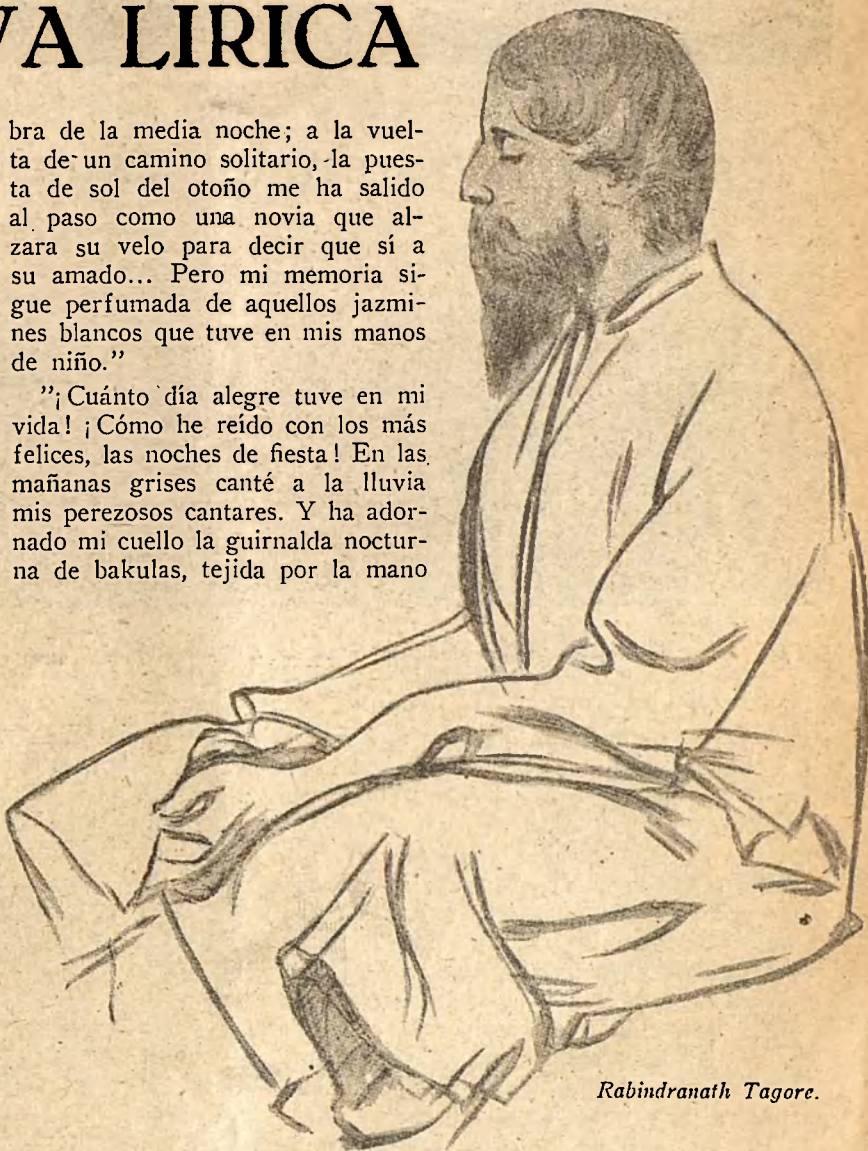 VA LIRICA
bra de la media noche; a la vuel-
ta de un camino solitario, la pues-
ta de sol del otoño me ha salido
al paso como una novia que al-
zara su velo para decir que sí a
su amado... Pero mi memoria si-
gue perfumada de aquellos jazmi-
nes blancos que tuve en mis manos
de niño."
"¡Cuánto día alegre tuve en mi
vida! ¡Cómo he reído con los más
felices, las noches de fiesta! En las
mañanas grises canté a la lluvia
mis perezosos cantares. Y ha ador-
nado mi cuello la guirnalda noctur-
na de bakulas, tejida por la mano
Rabindranath Tagore.